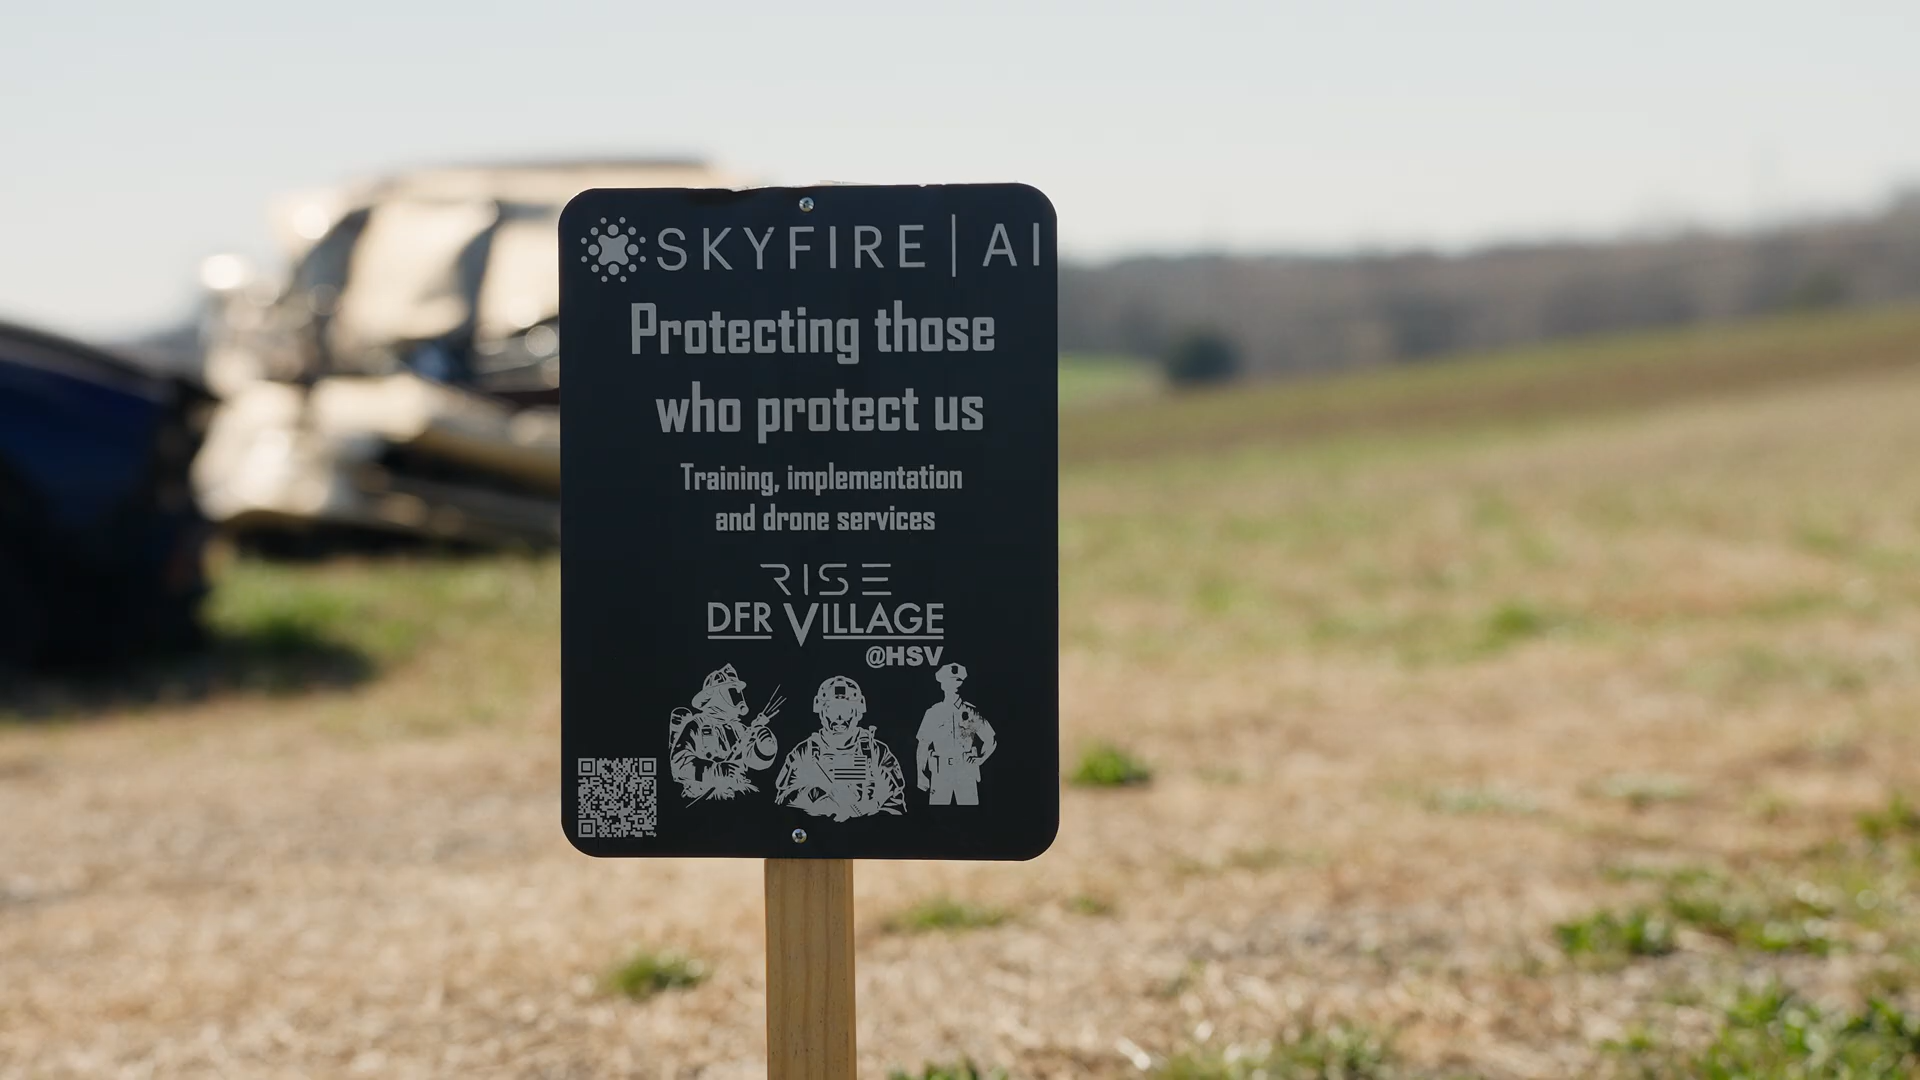 SKYFIRE | AI
Protecting those
who protect us
Training, implementation
and drone services
RISE
DFR VILLAGE
@HSV